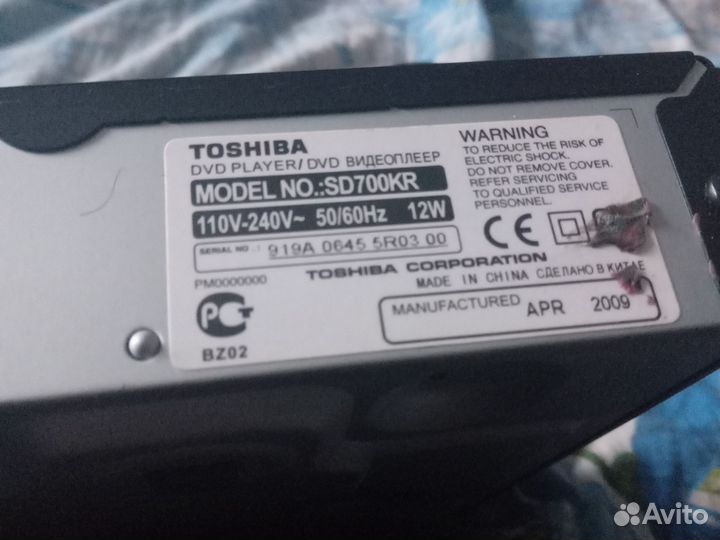 TOSHIBA
DVD PLAYER/DVD ВИДЕОПЛЕЕР
MODEL NO.:SD700KR
110V-240V~ 50/60Hz 12W
SERIAL NO.: 919A 0645 5R03 00
PM0000000
TOSHIBA CORPORATION
MADE IN CHINA СДЕЛАНО В КИТАЕ
MANUFACTURED APR 2009
WARNING
TO REDUCE THE RISK OF
ELECTRIC SHOCK.
DO NOT REMOVE COVER.
REFER SERVICING
TO QUALIFIED SERVICE
PERSONNEL.
CE
РСТ
BZ02
Avito